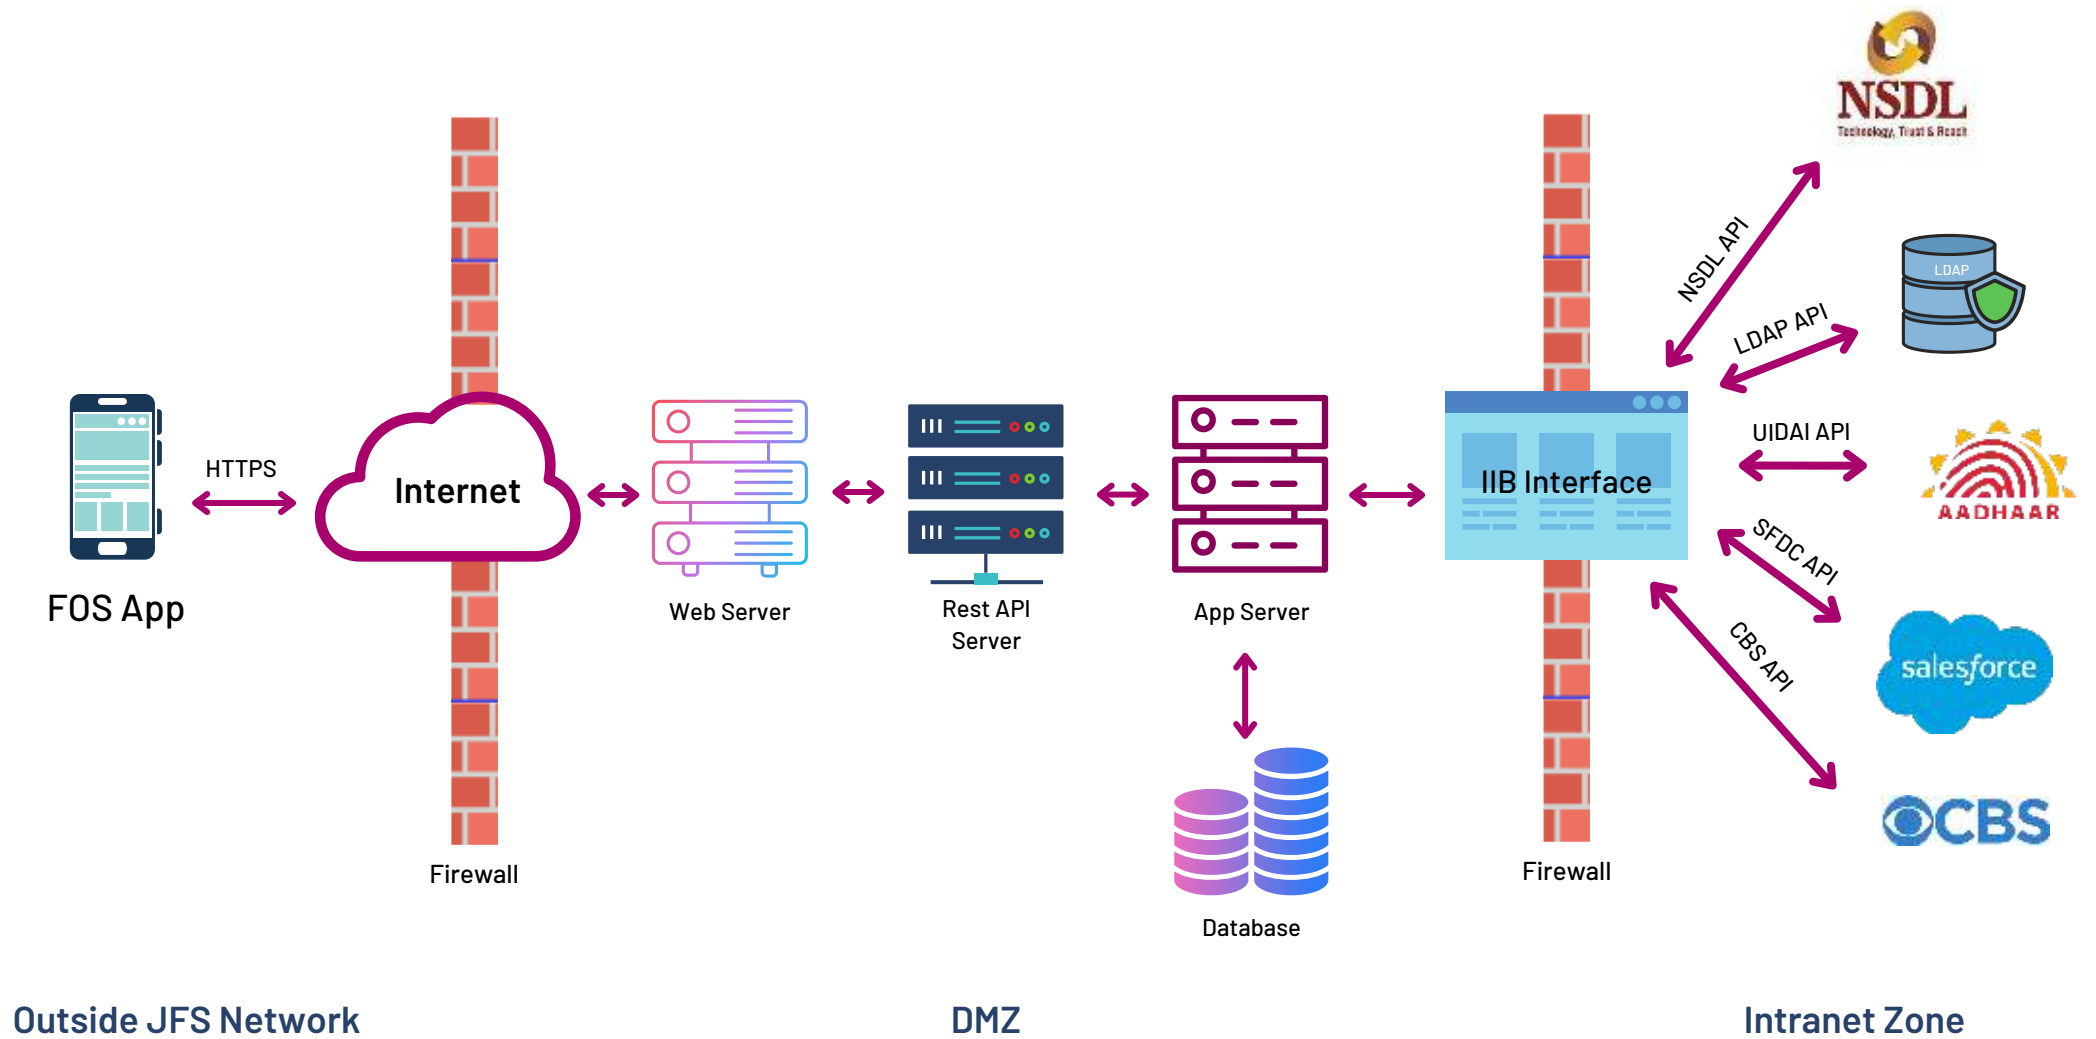 NSDL
Technology, Trust & Reach
NSDL API
LDAP
LDAP API
UIDAI API
AADHAAR
HTTPS
Internet
IIB Interface
SFDC API
FOS App
Web Server
Rest API
Server
App Server
CBS API
salesforce
CBS
Firewall
Firewall
Database
Outside JFS Network
DMZ
Intranet Zone